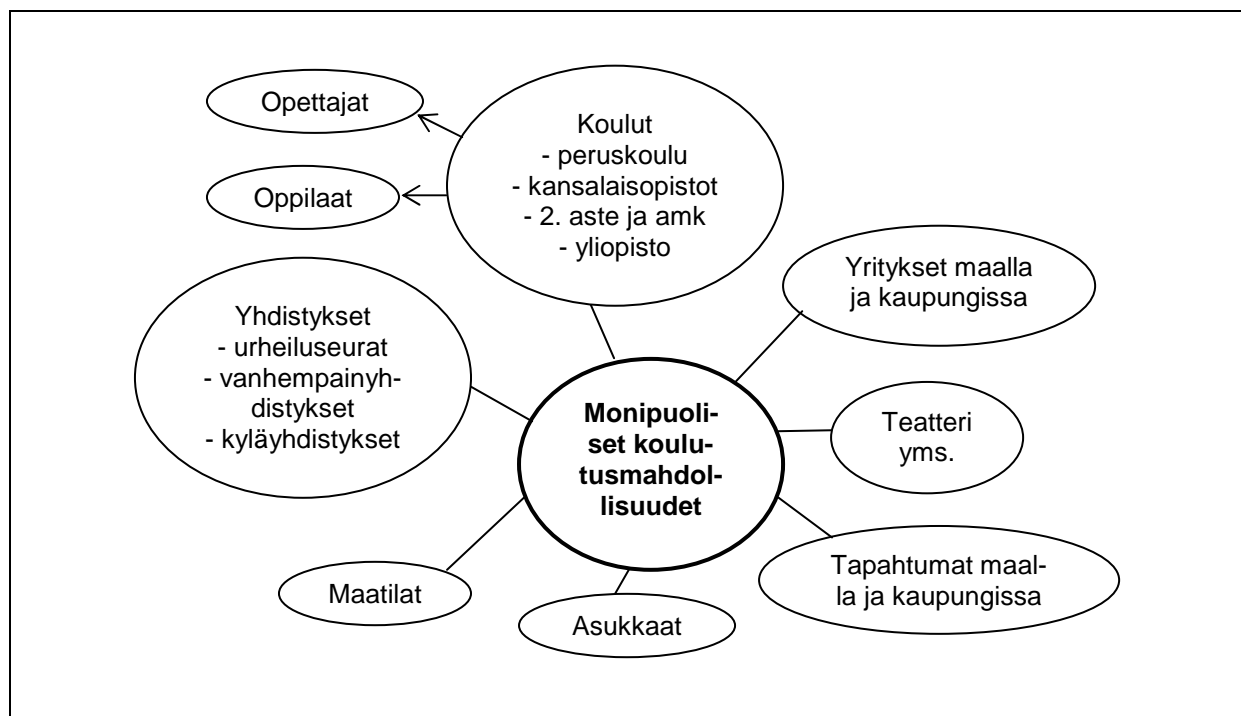 Opettajat
Oppilaat
Koulut
- peruskoulu
- kansalaisopistot
- 2. aste ja amk
- yliopisto
Yritykset maalla
ja kaupungissa
Yhdistykset
- urheiluseurat
- vanhempainyh-
distykset
- kyläyhdistykset
Monipuoli-
set koulu-
tusmahdol-
lisuudet
Teatteri
yms.
Tapahtumat maal-
la ja kaupungissa
Maatilat
Asukkaat